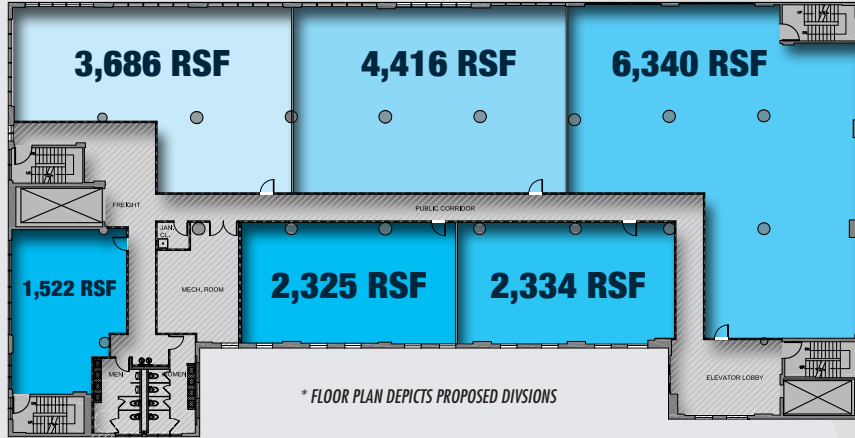 3,686 RSF
4,416 RSF
6,340 RSF
FREIGHT
PUBLIC CORRIDOR
JAN.
CL.
1,522 RSF
MECH. ROOM
2,325 RSF
2,334 RSF
MEN
WOMEN
ELEVATOR LOBBY
* FLOOR PLAN DEPICTS PROPOSED DIVSIONS